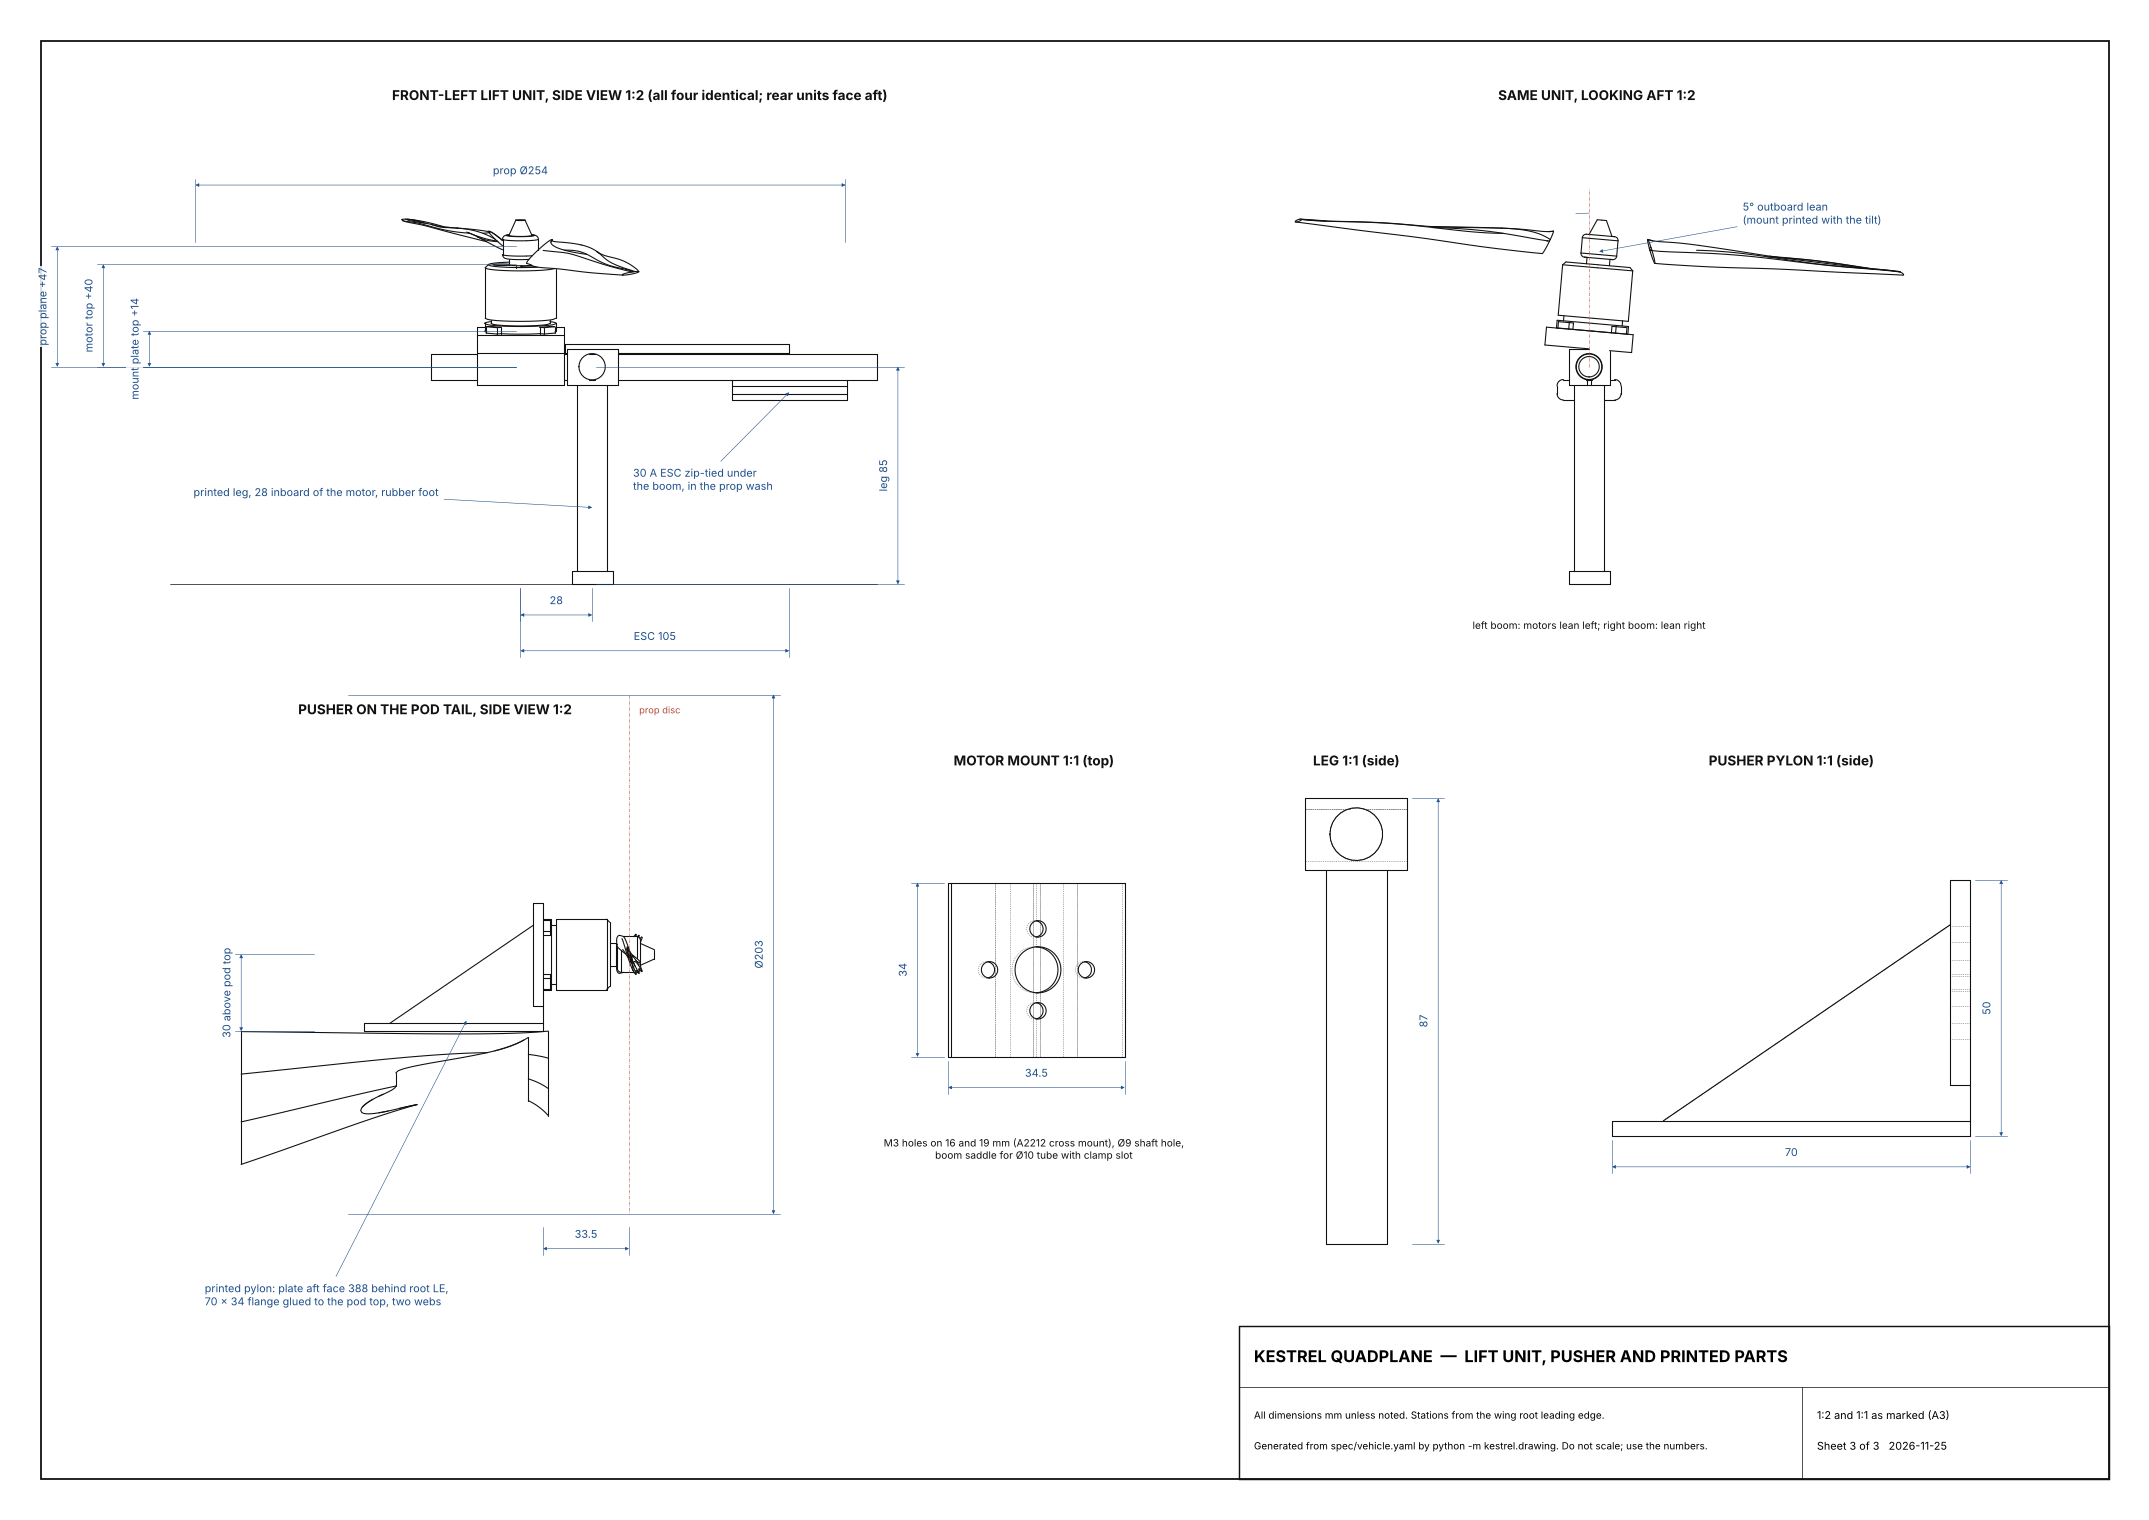 FRONT-LEFT LIFT UNIT, SIDE VIEW 1:2 (all four identical; rear units face aft)
SAME UNIT, LOOKING AFT 1:2
prop Ø254
prop plane +47
motor top +40
mount plate top +14
5° outboard lean
(mount printed with the tilt)
30 A ESC zip-tied under
the boom, in the prop wash
printed leg, 28 inboard of the motor, rubber foot
leg 85
28
ESC 105
left boom: motors lean left; right boom: lean right
PUSHER ON THE POD TAIL, SIDE VIEW 1:2
prop disc
30 above pod top
Ø203
33.5
printed pylon: plate aft face 388 behind root LE,
70 × 34 flange glued to the pod top, two webs
MOTOR MOUNT 1:1 (top)
34
34.5
M3 holes on 16 and 19 mm (A2212 cross mount), Ø9 shaft hole,
boom saddle for Ø10 tube with clamp slot
LEG 1:1 (side)
87
PUSHER PYLON 1:1 (side)
50
70
KESTREL QUADPLANE — LIFT UNIT, PUSHER AND PRINTED PARTS
All dimensions mm unless noted. Stations from the wing root leading edge.
Generated from spec/vehicle.yaml by python -m kestrel.drawing. Do not scale; use the numbers.
1:2 and 1:1 as marked (A3)
Sheet 3 of 3 2026-11-25